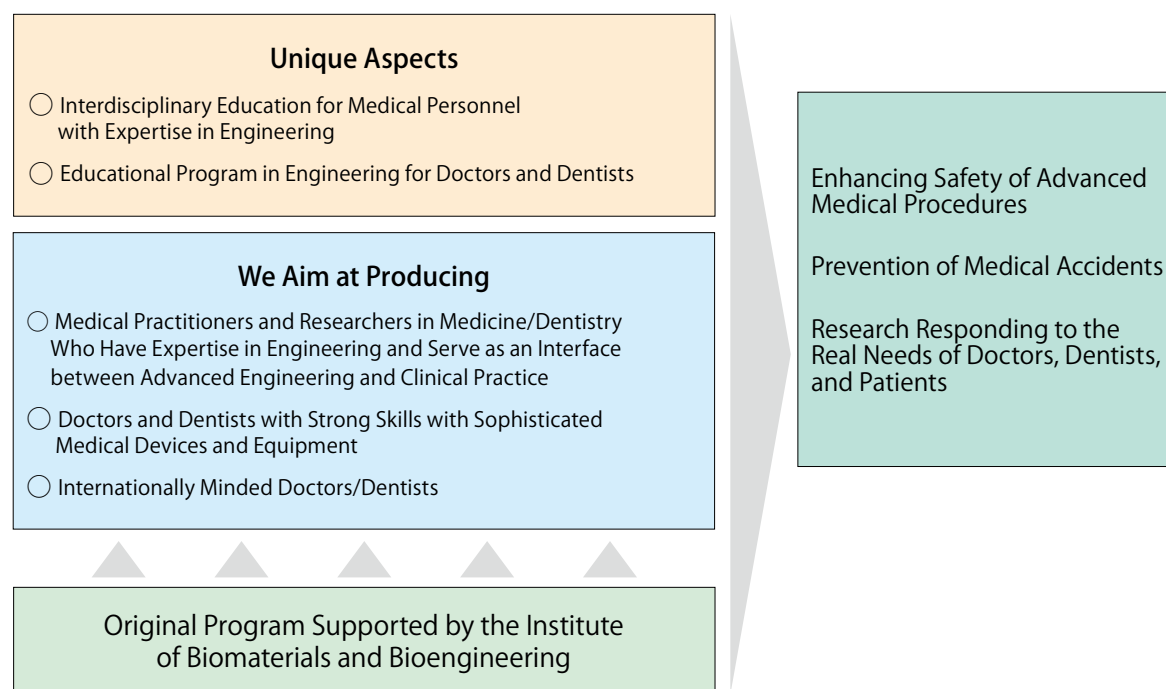 Unique Aspects
○ Interdisciplinary Education for Medical Personnel
with Expertise in Engineering
○ Educational Program in Engineering for Doctors and Dentists
We Aim at Producing
○ Medical Practitioners and Researchers in Medicine/Dentistry
Who Have Expertise in Engineering and Serve as an Interface
between Advanced Engineering and Clinical Practice
○ Doctors and Dentists with Strong Skills with Sophisticated
Medical Devices and Equipment
○ Internationally Minded Doctors/Dentists
Original Program Supported by the Institute
of Biomaterials and Bioengineering
Enhancing Safety of Advanced
Medical Procedures
Prevention of Medical Accidents
Research Responding to the
Real Needs of Doctors, Dentists,
and Patients